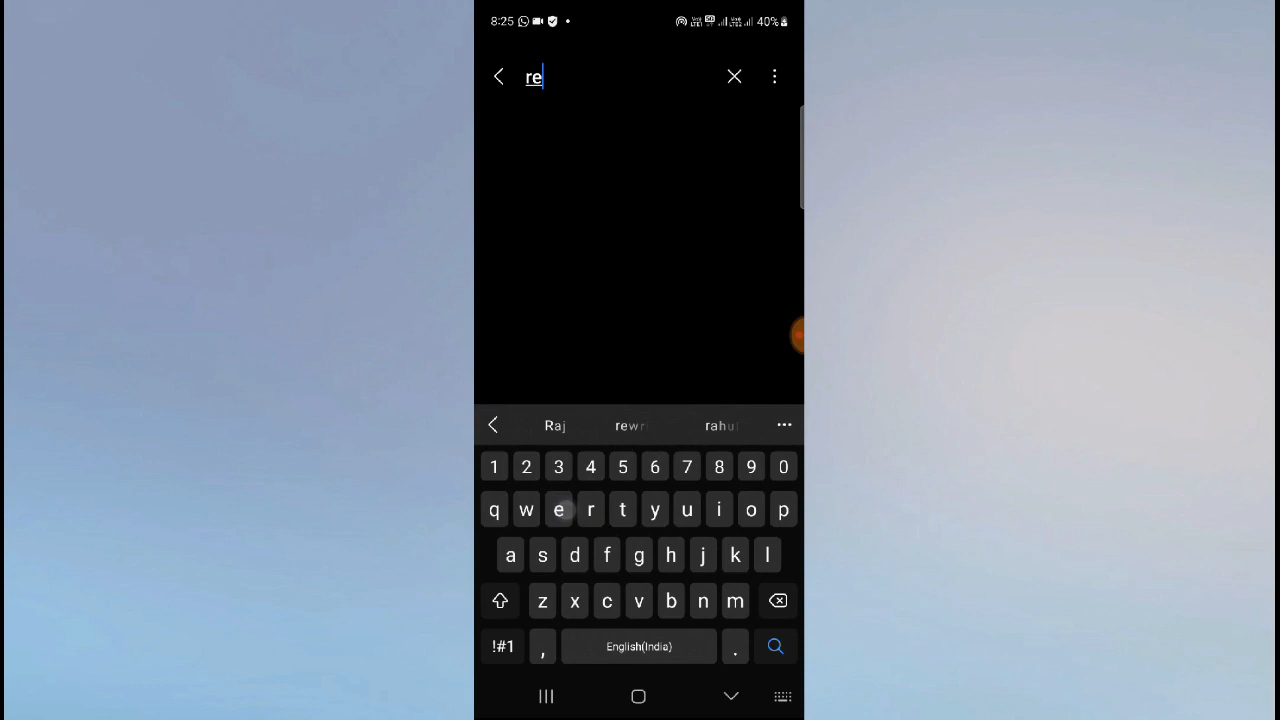 8:25 40%
re
Raj rewr rahu
1 2 3 4 5 6 7 8 9 0
q w e r t y u i o p
a s d f g h j k l
z x c v b n m
!#1 , English(India) .